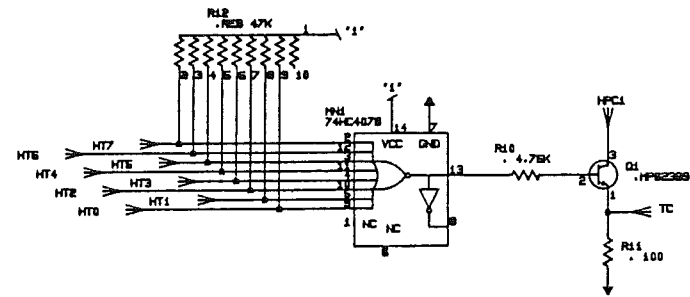 R12
. RES 47K
1 "1"
2 3 4 5 6 7 8 9 10
"1"
MN1
74HC4078
14 7
VCC GND
HPC1
HT7
HT6
HT5
HT4
HT3
HT2
HT1
HT0
13
R10
. 4.75K
3
Q1
2
1
TC
8
1 NC NC
6
R11
. 100